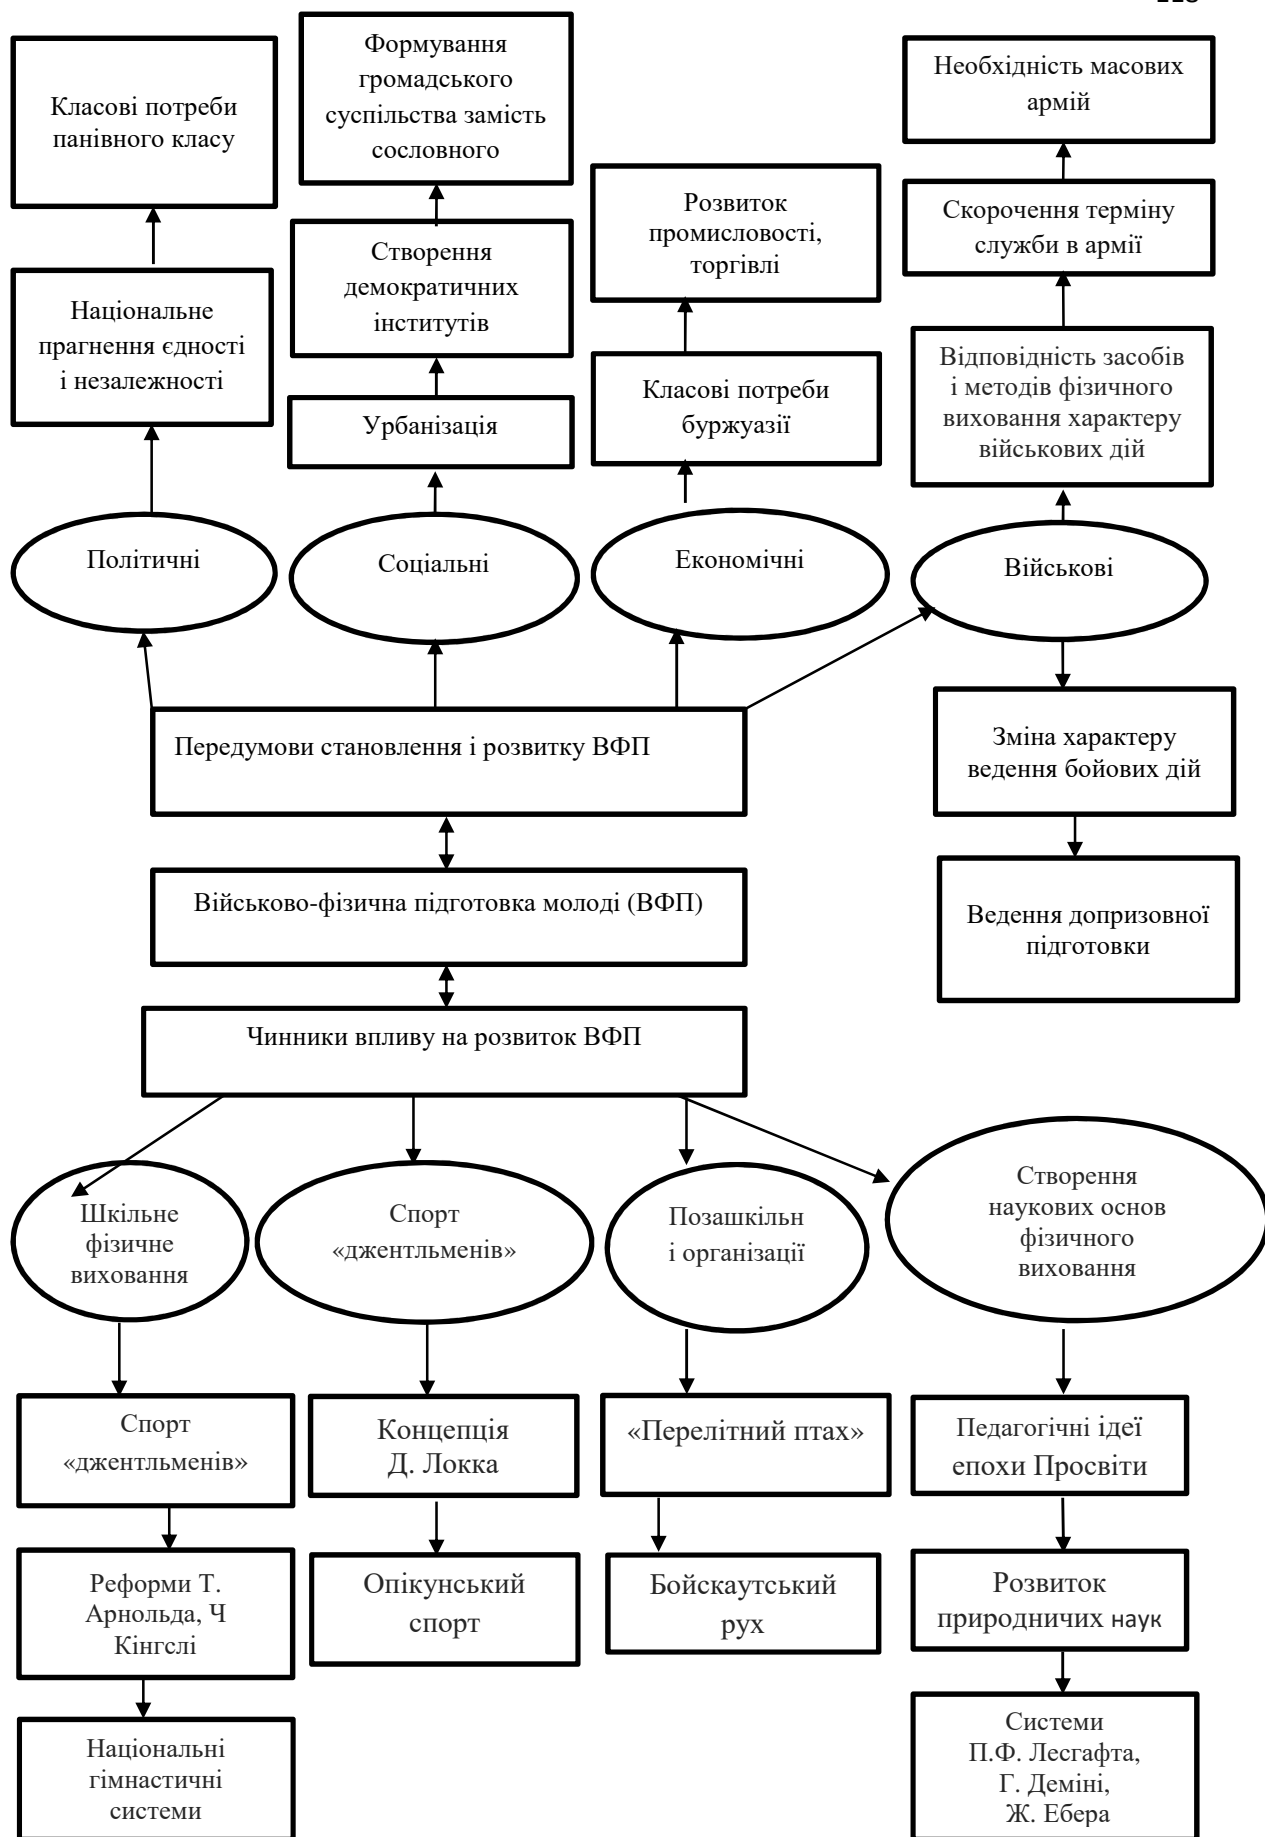 Класові потреби
панівного класу
Формування
громадського
суспільства замість
сословного
Необхідність масових
армій
Розвиток
промисловості,
торгівлі
Скорочення терміну
служби в армії
Створення
демократичних
інститутів
Національне
прагнення єдності
і незалежності
Відповідність засобів
і методів фізичного
виховання характеру
військових дій
Класові потреби
буржуазії
Урбанізація
Політичні
Соціальні
Економічні
Військові
Передумови становлення і розвитку ВФП
Зміна характеру
ведення бойових дій
Військово-фізична підготовка молоді (ВФП)
Ведення допризовної
підготовки
Чинники впливу на розвиток ВФП
Шкільне
фізичне
виховання
Спорт
«джентльменів»
Позашкільн
і організації
Створення
наукових основ
фізичного
виховання
Спорт
«джентльменів»
Концепція
Д. Локка
«Перелітний птах»
Педагогічні ідеї
епохи Просвіти
Реформи Т.
Арнольда, Ч
Кінгслі
Опікунський
спорт
Бойскаутський
рух
Розвиток
природничих наук
Національні
гімнастичні
системи
Системи
П.Ф. Лесгафта,
Г. Деміні,
Ж. Ебера